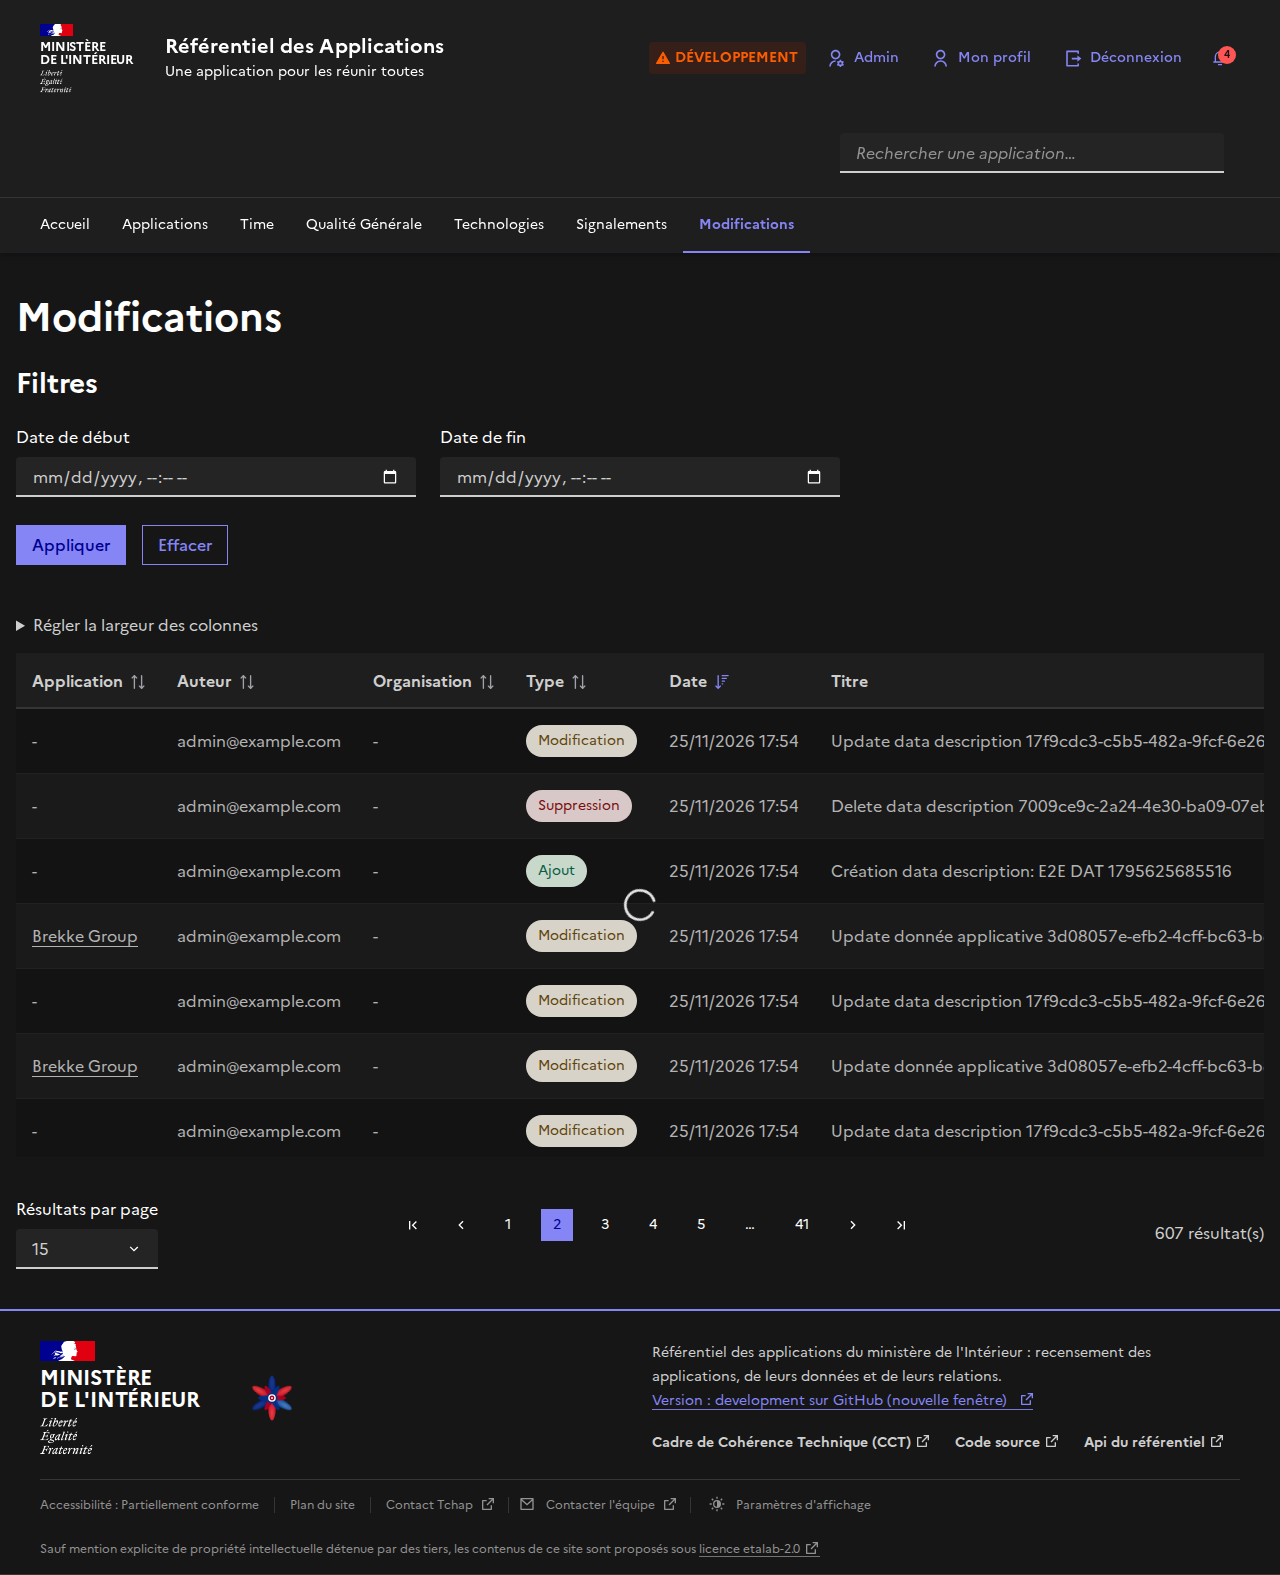 MINISTÈRE
DE L'INTÉRIEUR
Liberté
Égalité
Fraternité
Référentiel des Applications
Une application pour les réunir toutes
DÉVELOPPEMENT
Admin
Mon profil
Déconnexion
4
Rechercher une application...
Accueil
Applications
Time
Qualité Générale
Technologies
Signalements
Modifications
Modifications
Filtres
Date de début
Date de fin
mm/dd/yyyy, --:-- --
mm/dd/yyyy, --:-- --
Appliquer
Effacer
Régler la largeur des colonnes
Application Auteur Organisation Type Date Titre
- admin@example.com - Modification 25/11/2026 17:54 Update data description 17f9cdc3-c5b5-482a-9fcf-6e26
- admin@example.com - Suppression 25/11/2026 17:54 Delete data description 7009ce9c-2a24-4e30-ba09-07eb
- admin@example.com - Ajout 25/11/2026 17:54 Création data description: E2E DAT 1795625685516
Brekke Group admin@example.com - Modification 25/11/2026 17:54 Update donnée applicative 3d08057e-efb2-4cff-bc63-b
- admin@example.com - Modification 25/11/2026 17:54 Update data description 17f9cdc3-c5b5-482a-9fcf-6e26
Brekke Group admin@example.com - Modification 25/11/2026 17:54 Update donnée applicative 3d08057e-efb2-4cff-bc63-b
- admin@example.com - Modification 25/11/2026 17:54 Update data description 17f9cdc3-c5b5-482a-9fcf-6e26
Résultats par page
15
1 2 3 4 5 ... 41
607 résultat(s)
MINISTÈRE
DE L'INTÉRIEUR
Liberté
Égalité
Fraternité
Référentiel des applications du ministère de l'Intérieur : recensement des
applications, de leurs données et de leurs relations.
Version : development sur GitHub (nouvelle fenêtre)
Cadre de Cohérence Technique (CCT)
Code source
Api du référentiel
Accessibilité : Partiellement conforme
Plan du site
Contact Tchap
Contacter l'équipe
Paramètres d'affichage
Sauf mention explicite de propriété intellectuelle détenue par des tiers, les contenus de ce site sont proposés sous licence etalab-2.0